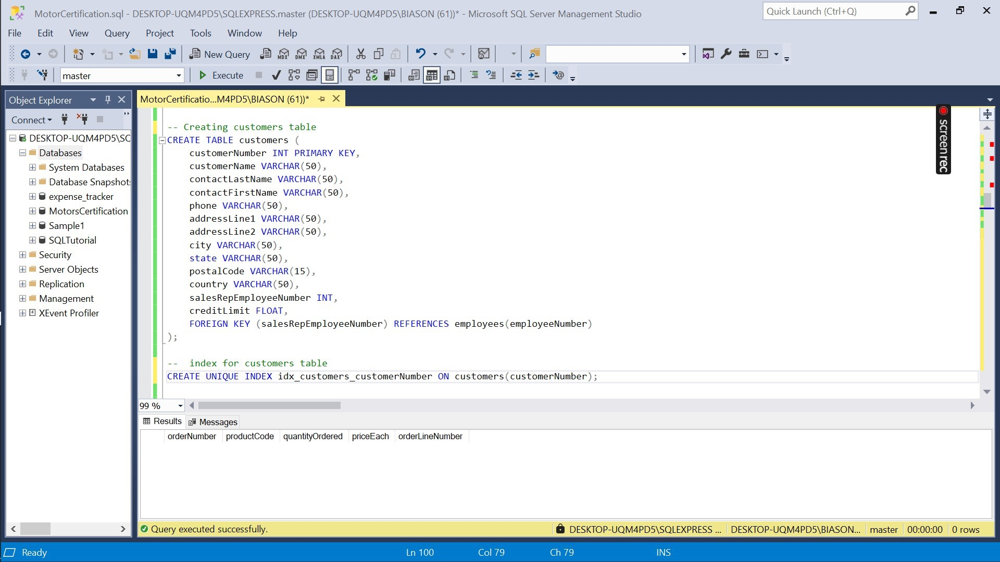 MotorCertification.sql - DESKTOP-UQM4PD5\SQLEXPRESS.master (DESKTOP-UQM4PD5\BIASON (61))* - Microsoft SQL Server Management Studio
Quick Launch (Ctrl+Q)
File Edit View Query Project Tools Window Help
New Query MDX DMX XMLA DAX
master Execute
Object Explorer
MotorCertificatio...M4PD5\BIASON (61))*
Connect
DESKTOP-UQM4PD5\SC
Databases
System Databases
Database Snapshot
expense_tracker
MotorsCertification
Sample1
SQLTutorial
Security
Server Objects
Replication
Management
XEvent Profiler
-- Creating customers table
CREATE TABLE customers (
customerNumber INT PRIMARY KEY,
customerName VARCHAR(50),
contactLastName VARCHAR(50),
contactFirstName VARCHAR(50),
phone VARCHAR(50),
addressLine1 VARCHAR(50),
addressLine2 VARCHAR(50),
city VARCHAR(50),
state VARCHAR(50),
postalCode VARCHAR(15),
country VARCHAR(50),
salesRepEmployeeNumber INT,
creditLimit FLOAT,
FOREIGN KEY (salesRepEmployeeNumber) REFERENCES employees(employeeNumber)
);
-- index for customers table
CREATE UNIQUE INDEX idx_customers_customerNumber ON customers(customerNumber);
screenrec
99 %
Results Messages
orderNumber productCode quantityOrdered priceEach orderLineNumber
Query executed successfully.
DESKTOP-UQM4PD5\SQLEXPRESS ... DESKTOP-UQM4PD5\BIASON... master 00:00:00 0 rows
Ready Ln 100 Col 79 Ch 79 INS